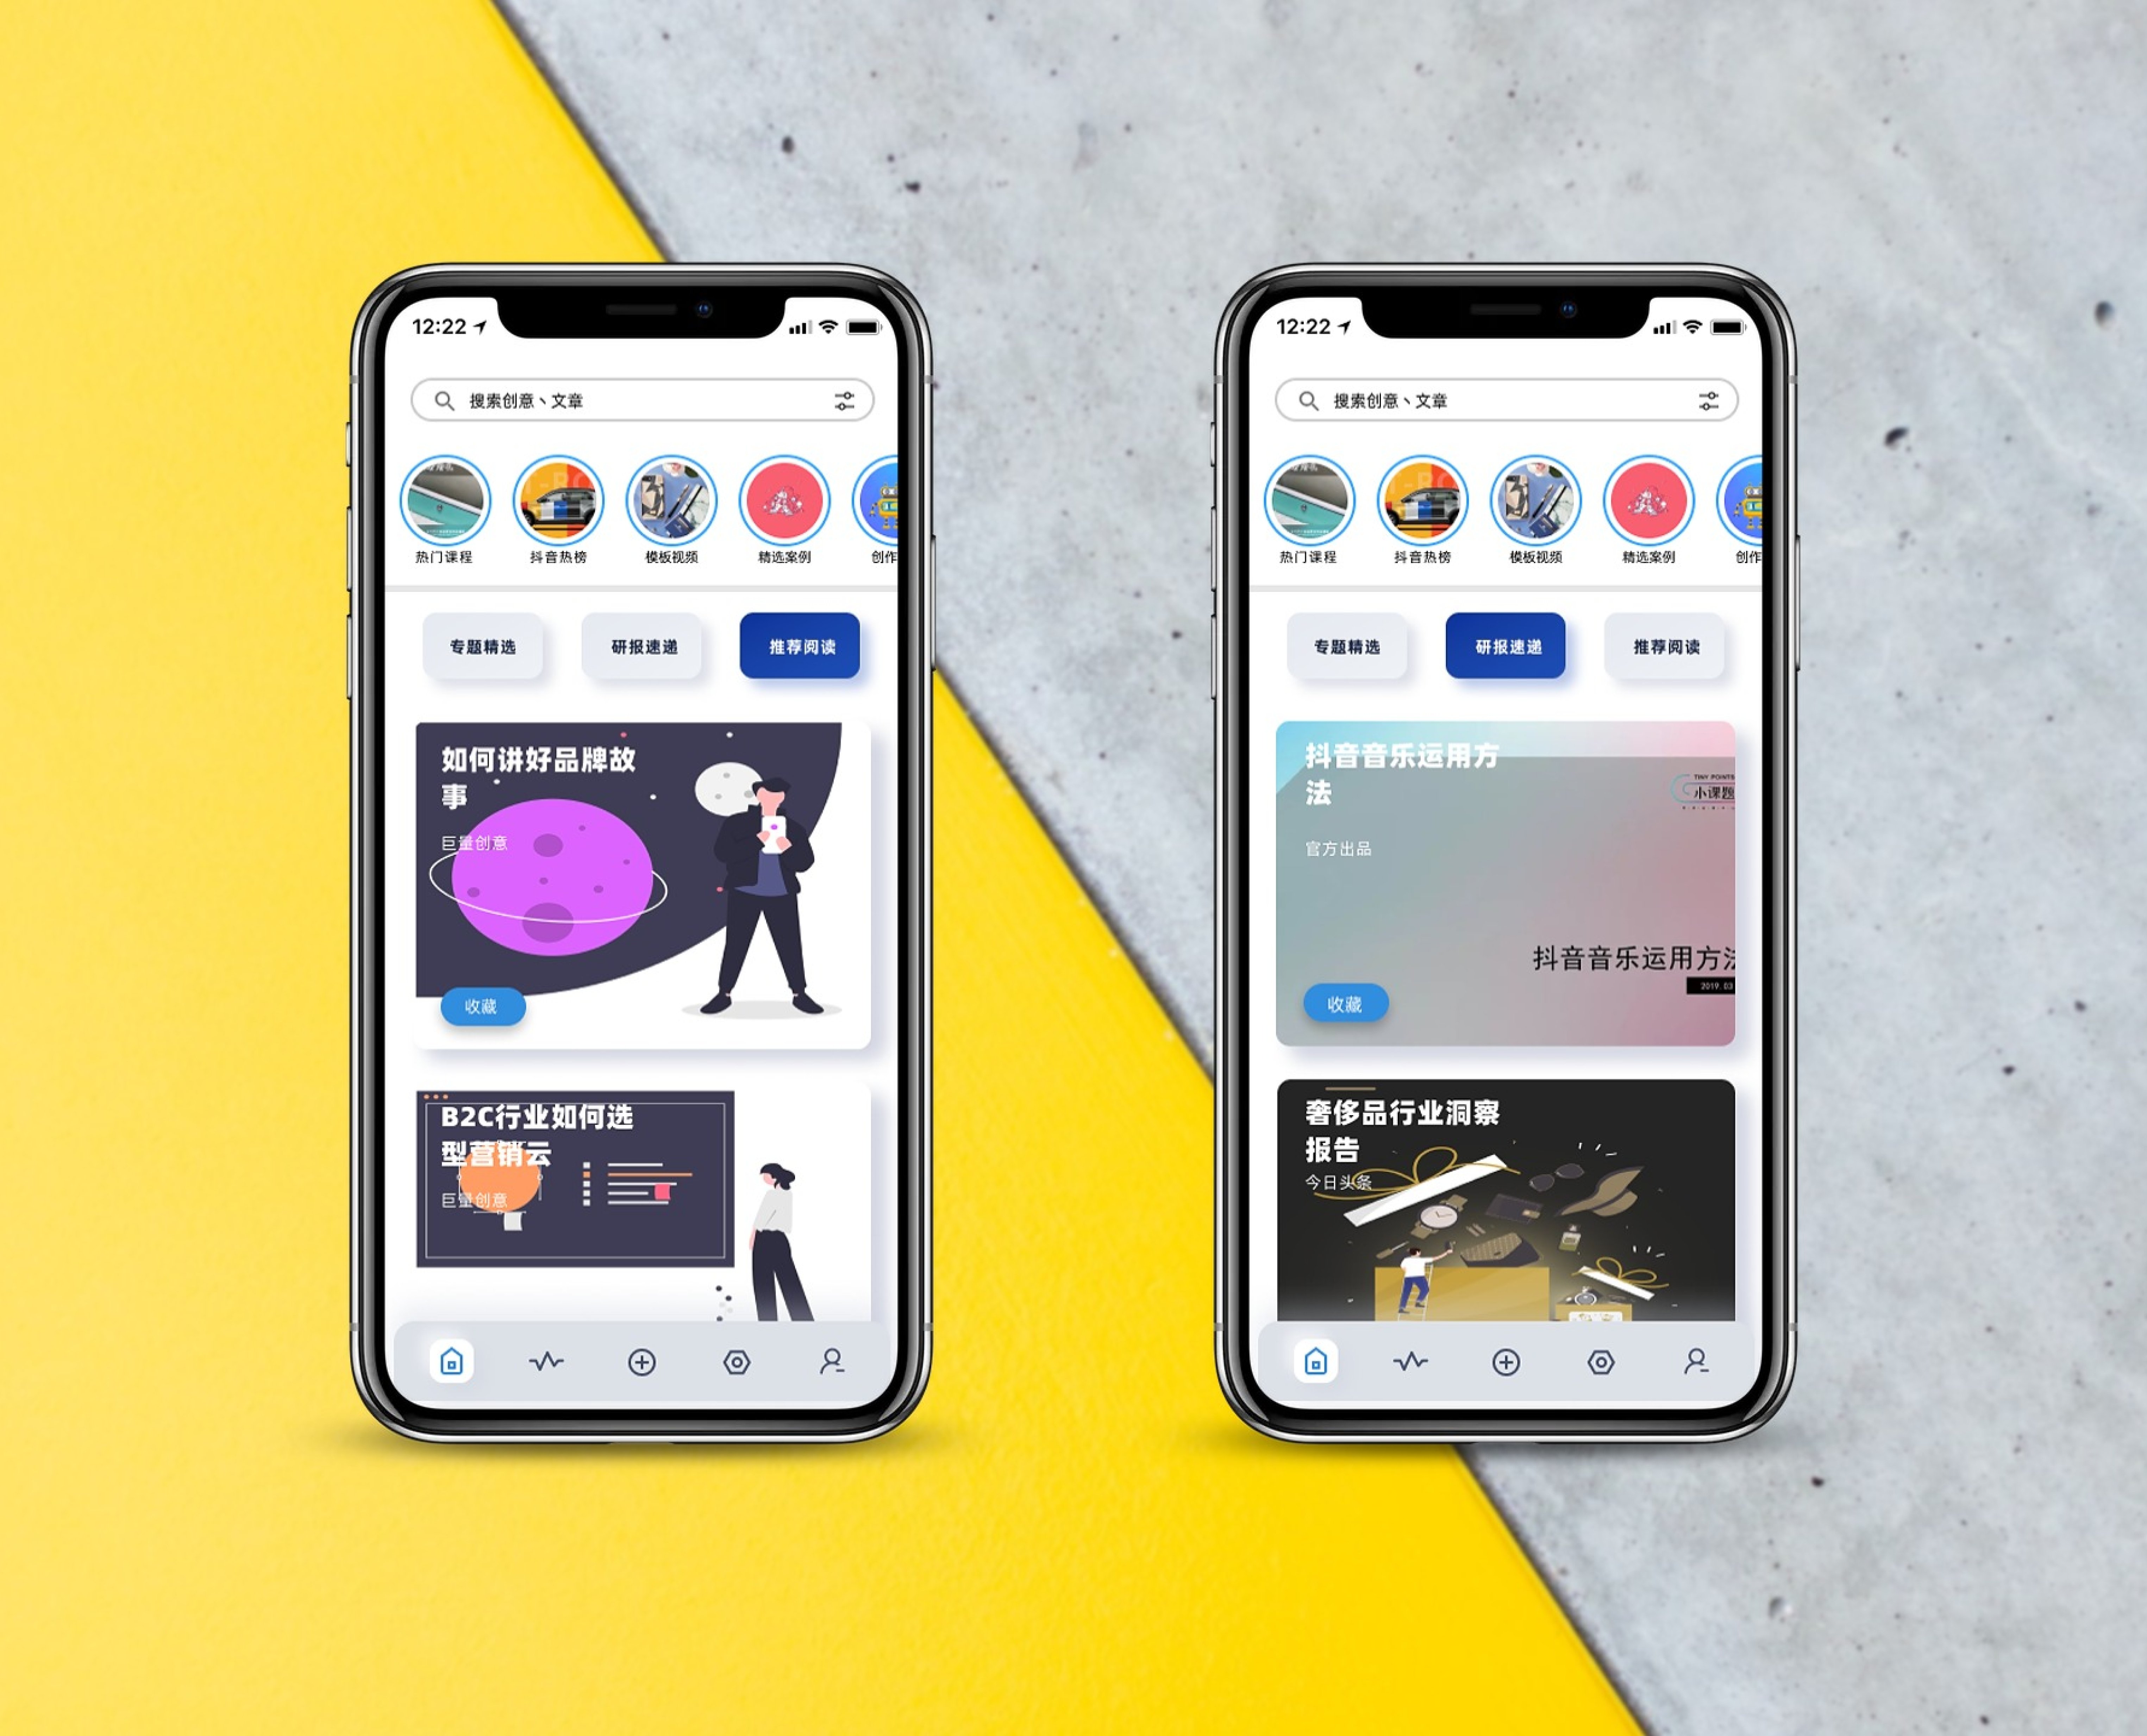 12:22
搜索创意、文章
热门课程
抖音热榜
模板视频
精选案例
创作
专题精选
研报速递
推荐阅读
如何讲好品牌故
事
巨量创意
收藏
B2C行业如何选
型营销云
巨量创意
12:22
搜索创意、文章
热门课程
抖音热榜
模板视频
精选案例
创作
专题精选
研报速递
推荐阅读
抖音音乐运用方
法
官方出品
TINY POINTS
小课题
抖音音乐运用方法
2019.03
收藏
奢侈品行业洞察
报告
今日头条